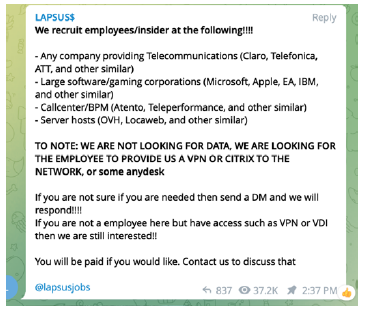 LAPSUS$ Reply
We recruit employees/insider at the following!!!!
- Any company providing Telecommunications (Claro, Telefonica,
ATT, and other similar)
- Large software/gaming corporations (Microsoft, Apple, EA, IBM,
and other similar)
- Callcenter/BPM (Atento, Teleperformance, and other similar)
- Server hosts (OVH, Locaweb, and other similar)
TO NOTE: WE ARE NOT LOOKING FOR DATA, WE ARE LOOKING FOR
THE EMPLOYEE TO PROVIDE US A VPN OR CITRIX TO THE
NETWORK, or some anydesk
If you are not sure if you are needed then send a DM and we will
respond!!!!
If you are not a employee here but have access such as VPN or VDI
then we are still interested!!
You will be paid if you would like. Contact us to discuss that
@lapsusjobs 837 37.2K 2:37 PM